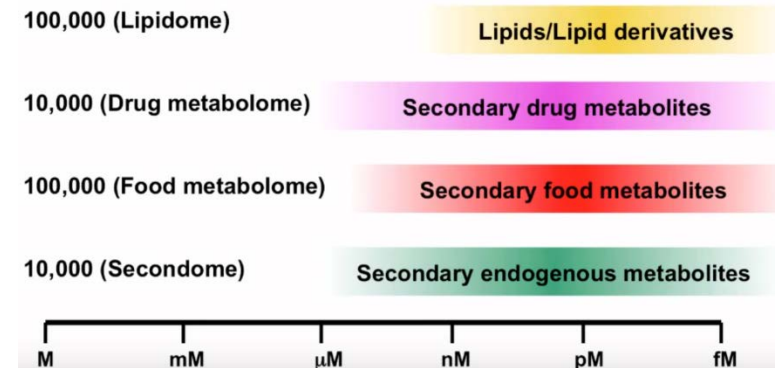 100,000 (Lipidome)
Lipids/Lipid derivatives
10,000 (Drug metabolome)
Secondary drug metabolites
100,000 (Food metabolome)
Secondary food metabolites
10,000 (Secondome)
Secondary endogenous metabolites
M mM μM nM pM fM